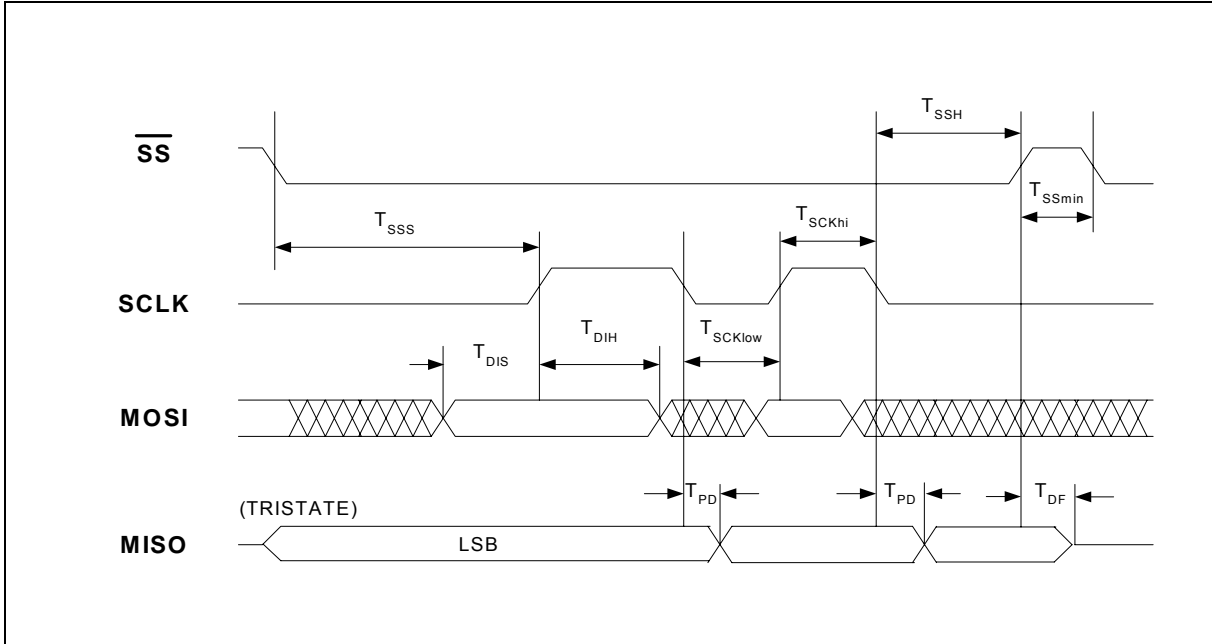 TSSH
SS
TSSmin
TSCKhi
TSSS
SCLK
TDIH
TSCKlow
TDIS
MOSI
TPD
TPD
TDF
(TRISTATE)
MISO
LSB